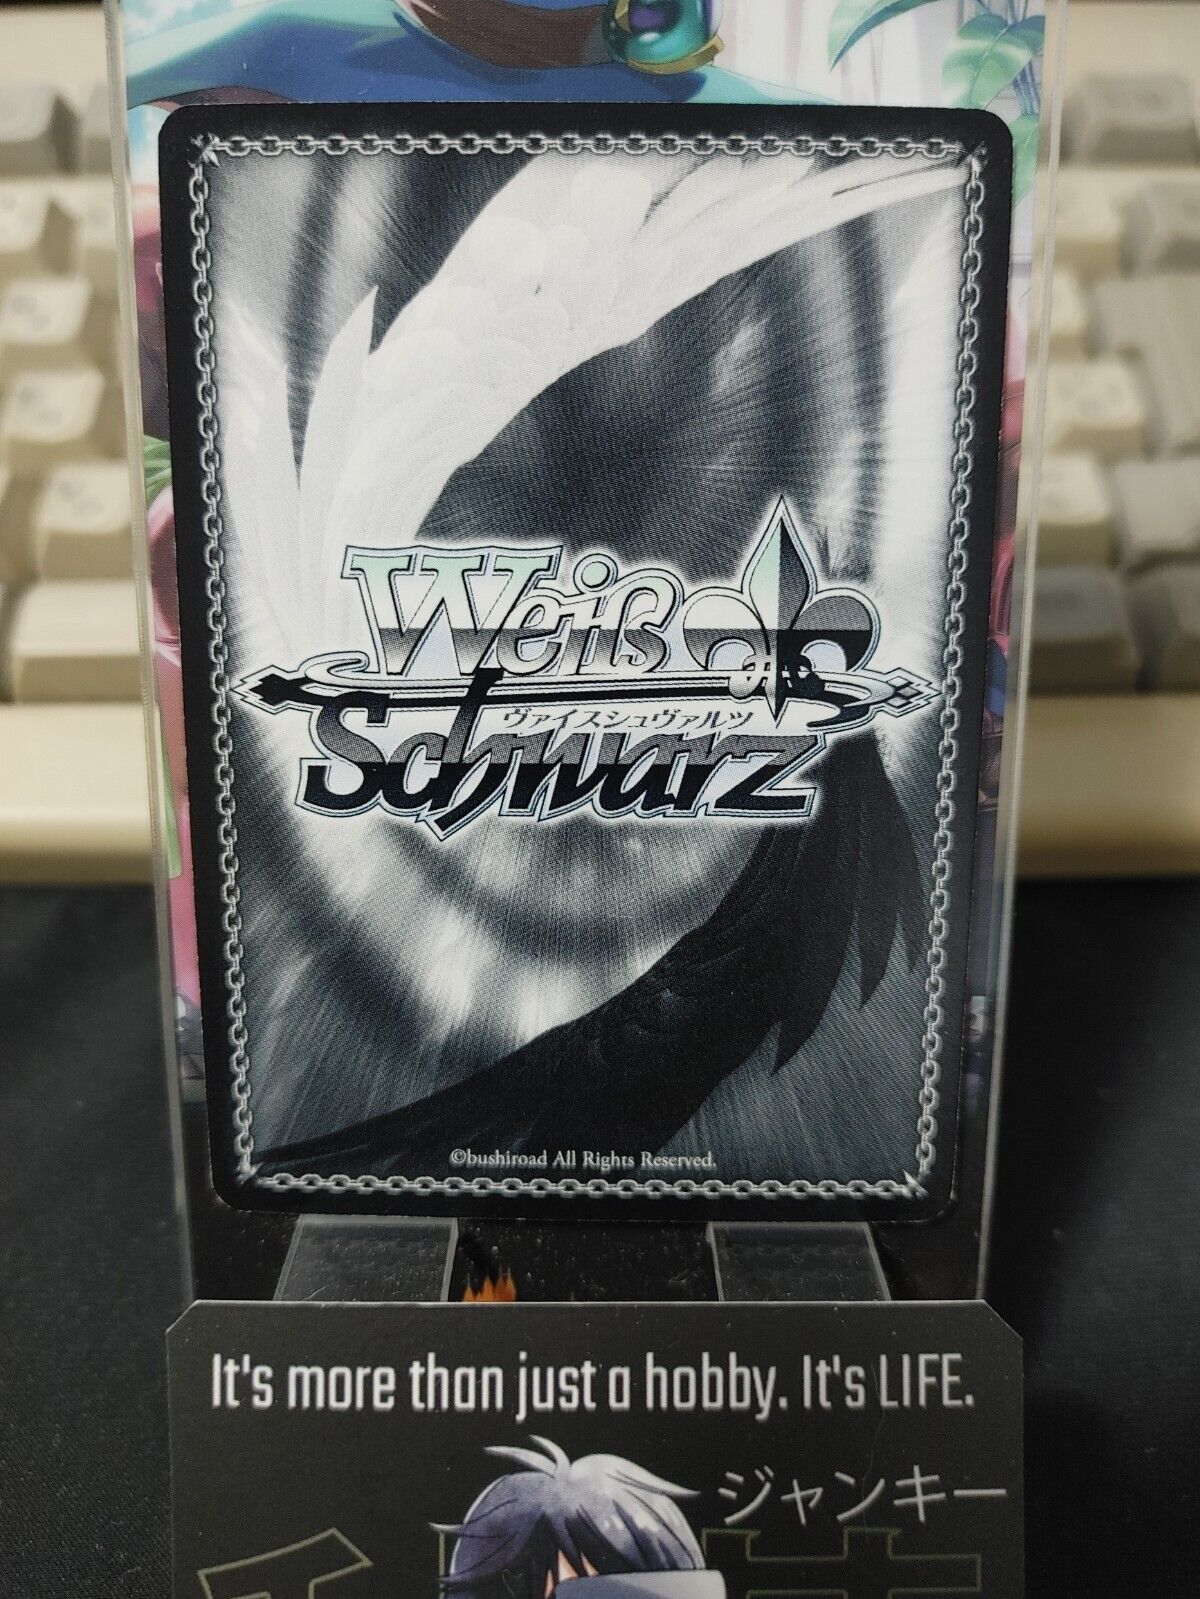 Weiß
Schwarz
ヴァイスシュヴァルツ
©bushiroad All Rights Reserved.
It's more than just a hobby. It's LIFE.
ジャンキー